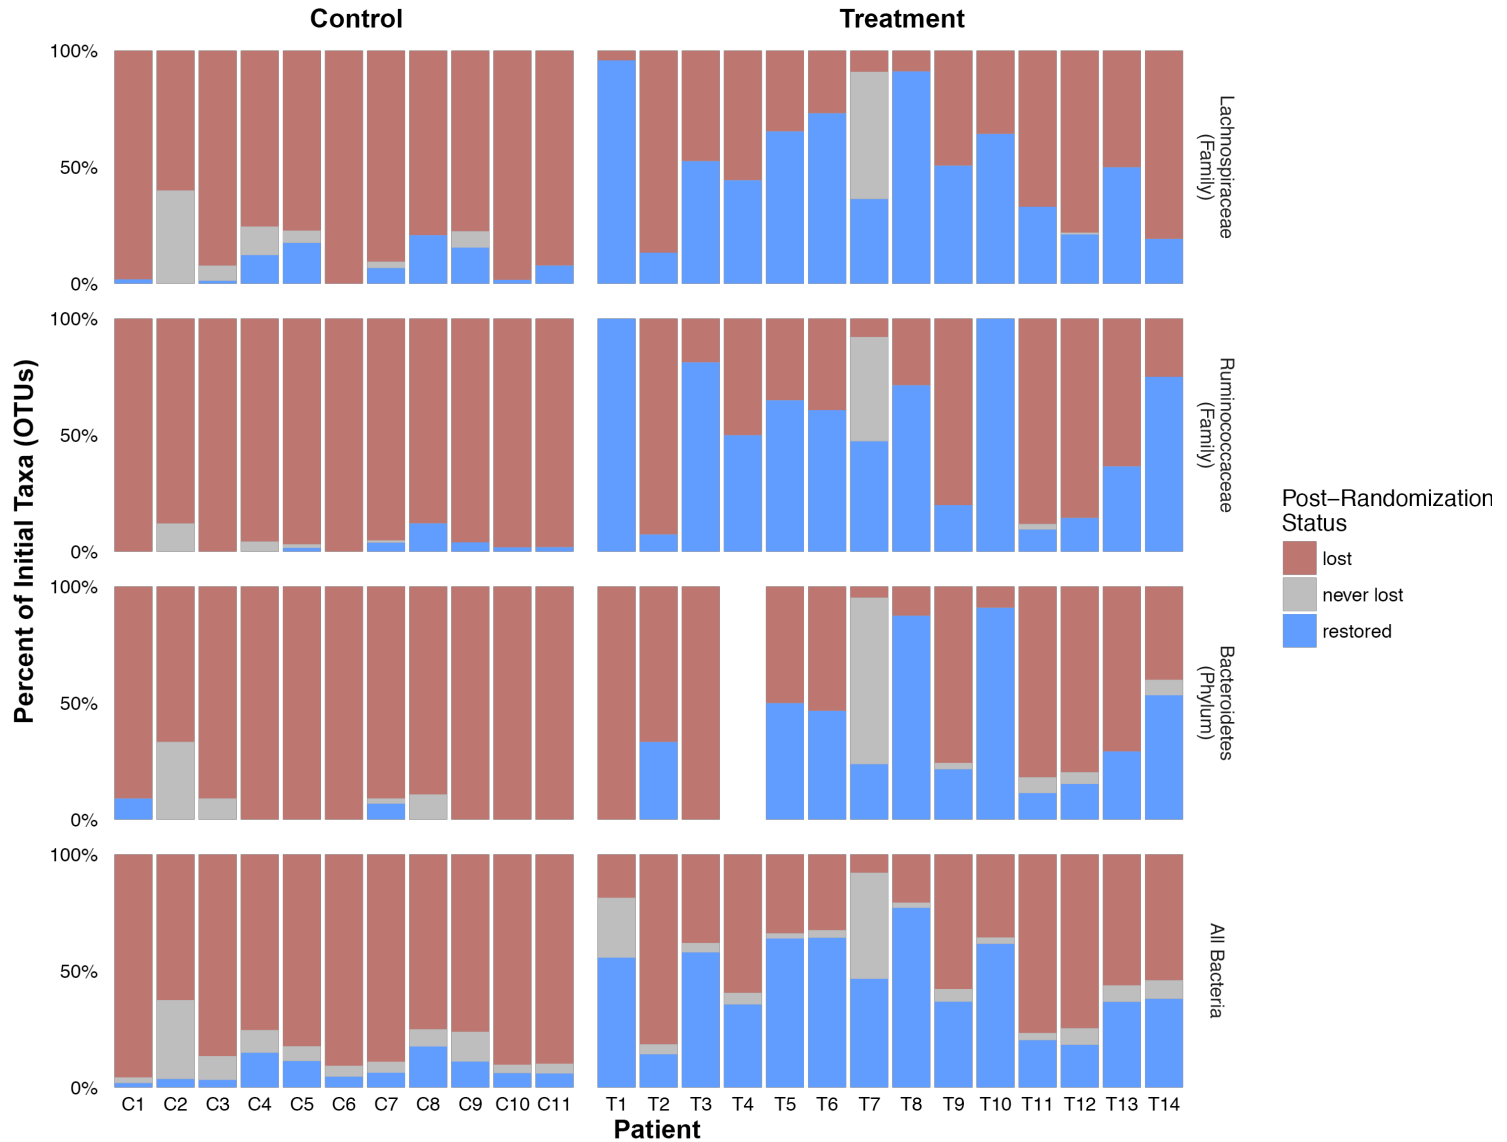 Control
Treatment
100%
50%
0%
Lachnospiraceae
(Family)
100%
50%
0%
Ruminococcaceae
(Family)
100%
50%
0%
Bacteroidetes
(Phylum)
100%
50%
0%
All Bacteria
Percent of Initial Taxa (OTUs)
C1 C2 C3 C4 C5 C6 C7 C8 C9 C10 C11 T1 T2 T3 T4 T5 T6 T7 T8 T9 T10 T11 T12 T13 T14
Patient
Post−Randomization
Status
lost
never lost
restored